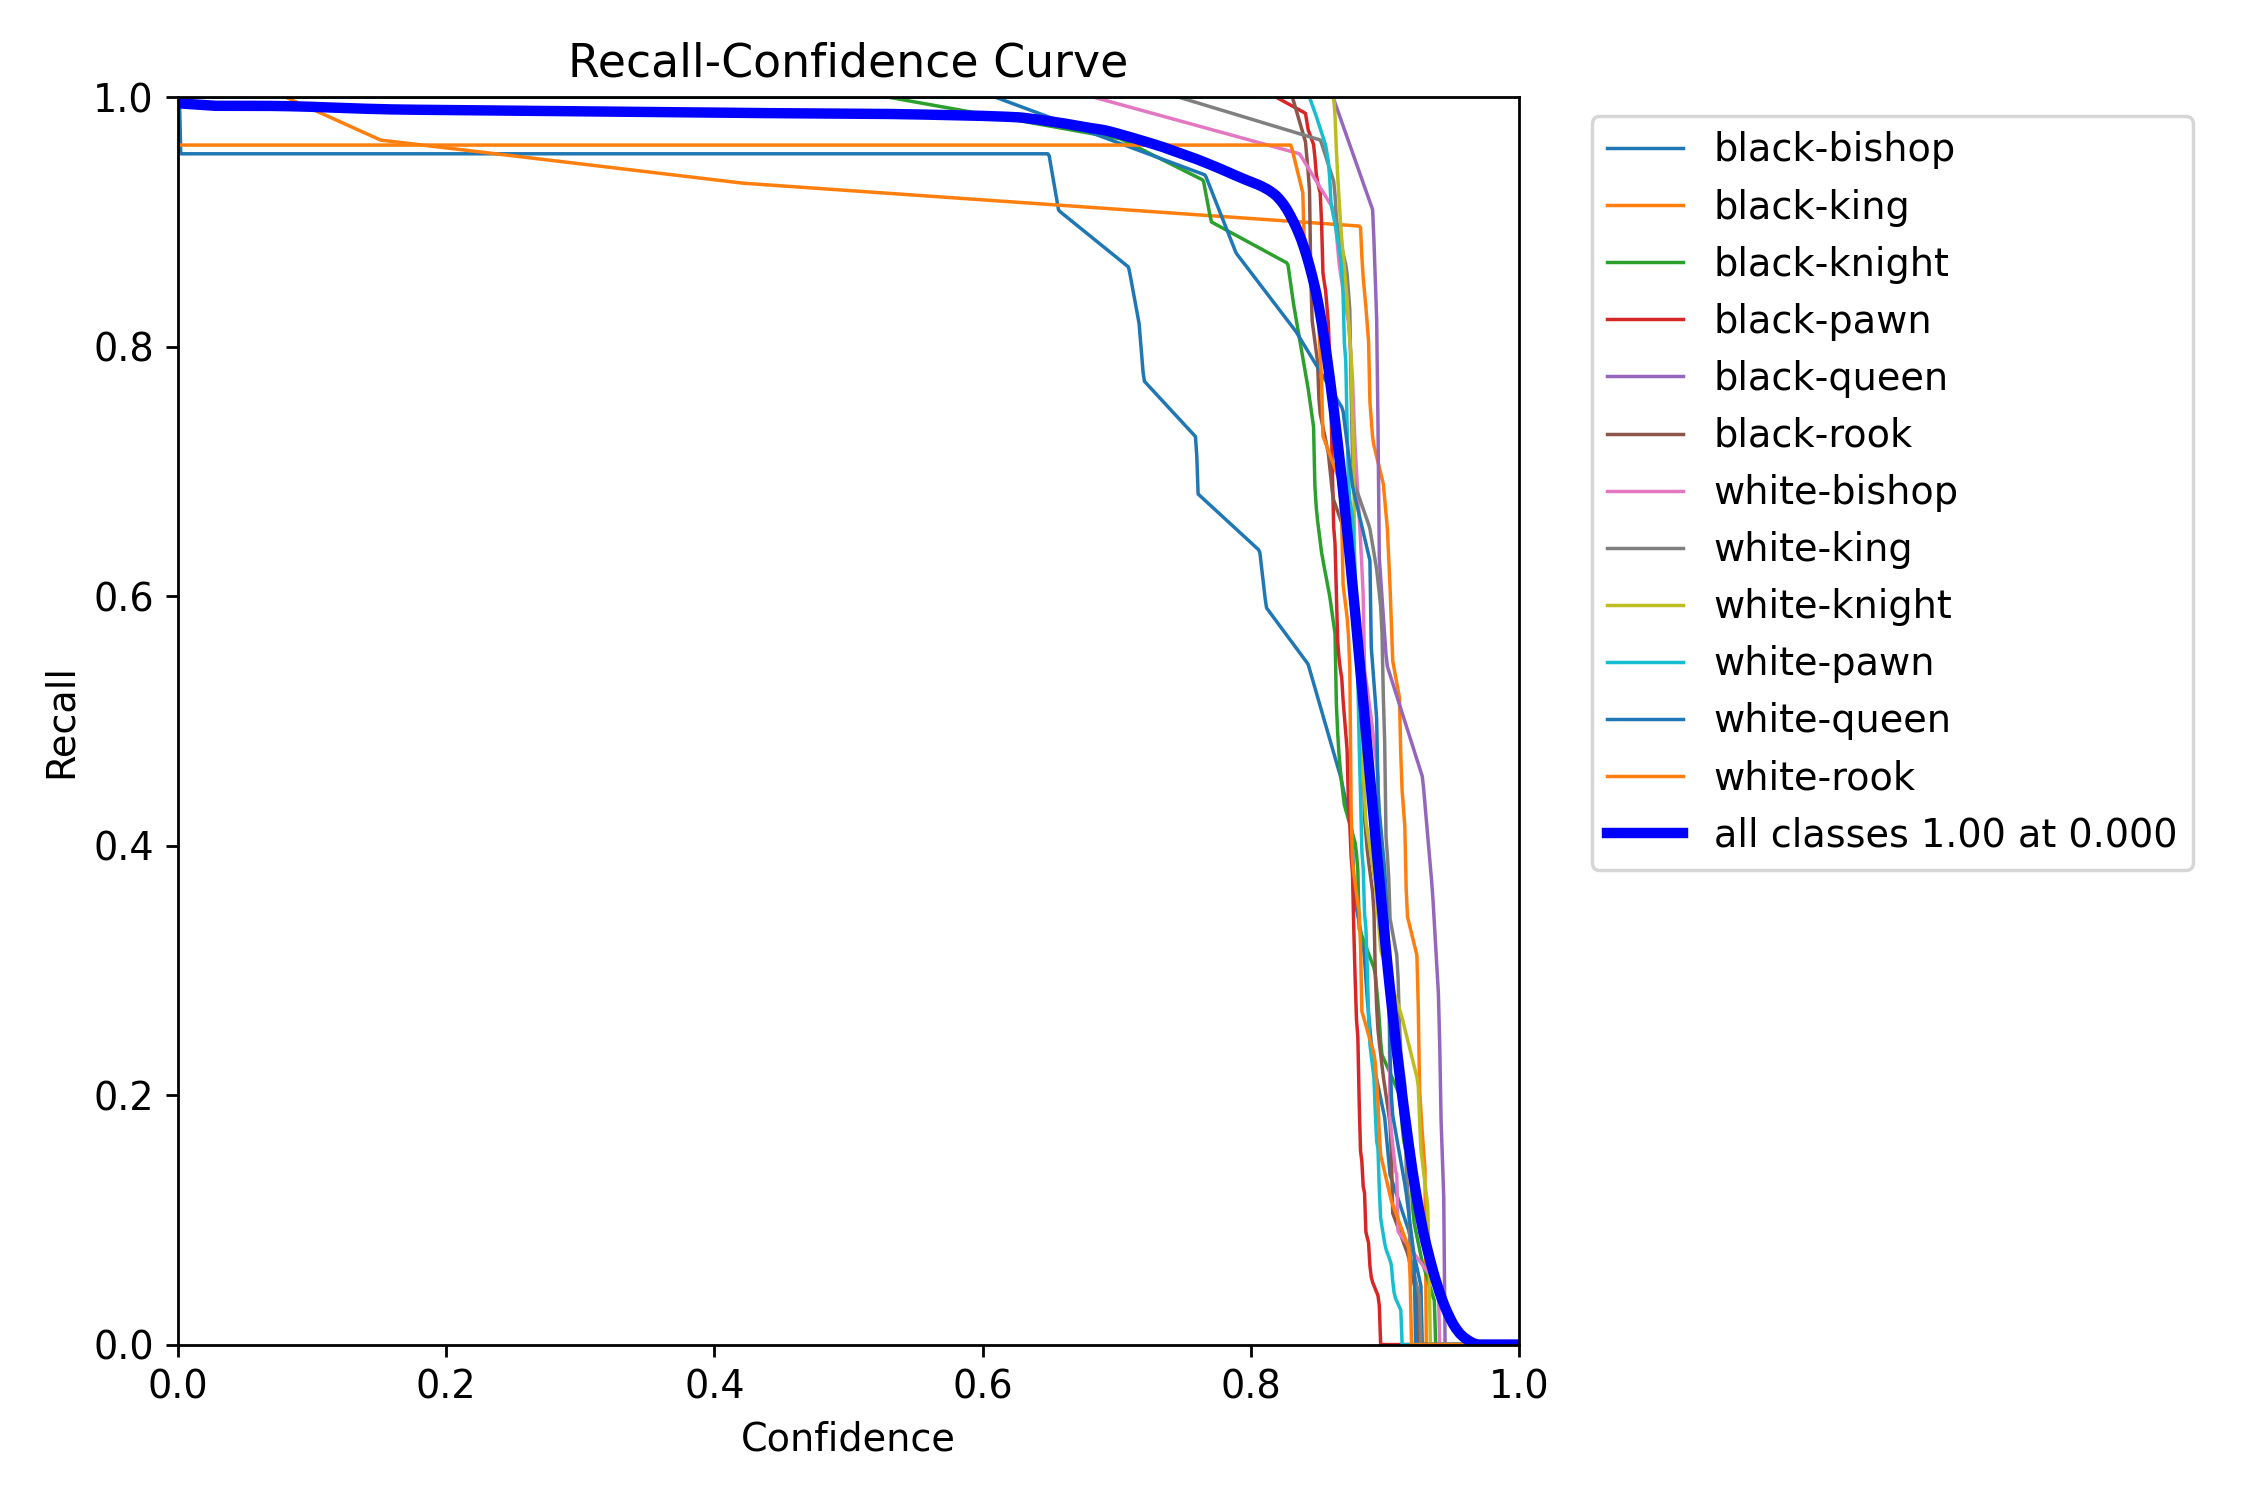 Recall-Confidence Curve
1.0
0.8
0.6
0.4
0.2
0.0
Recall
0.0 0.2 0.4 0.6 0.8 1.0
Confidence
black-bishop
black-king
black-knight
black-pawn
black-queen
black-rook
white-bishop
white-king
white-knight
white-pawn
white-queen
white-rook
all classes 1.00 at 0.000